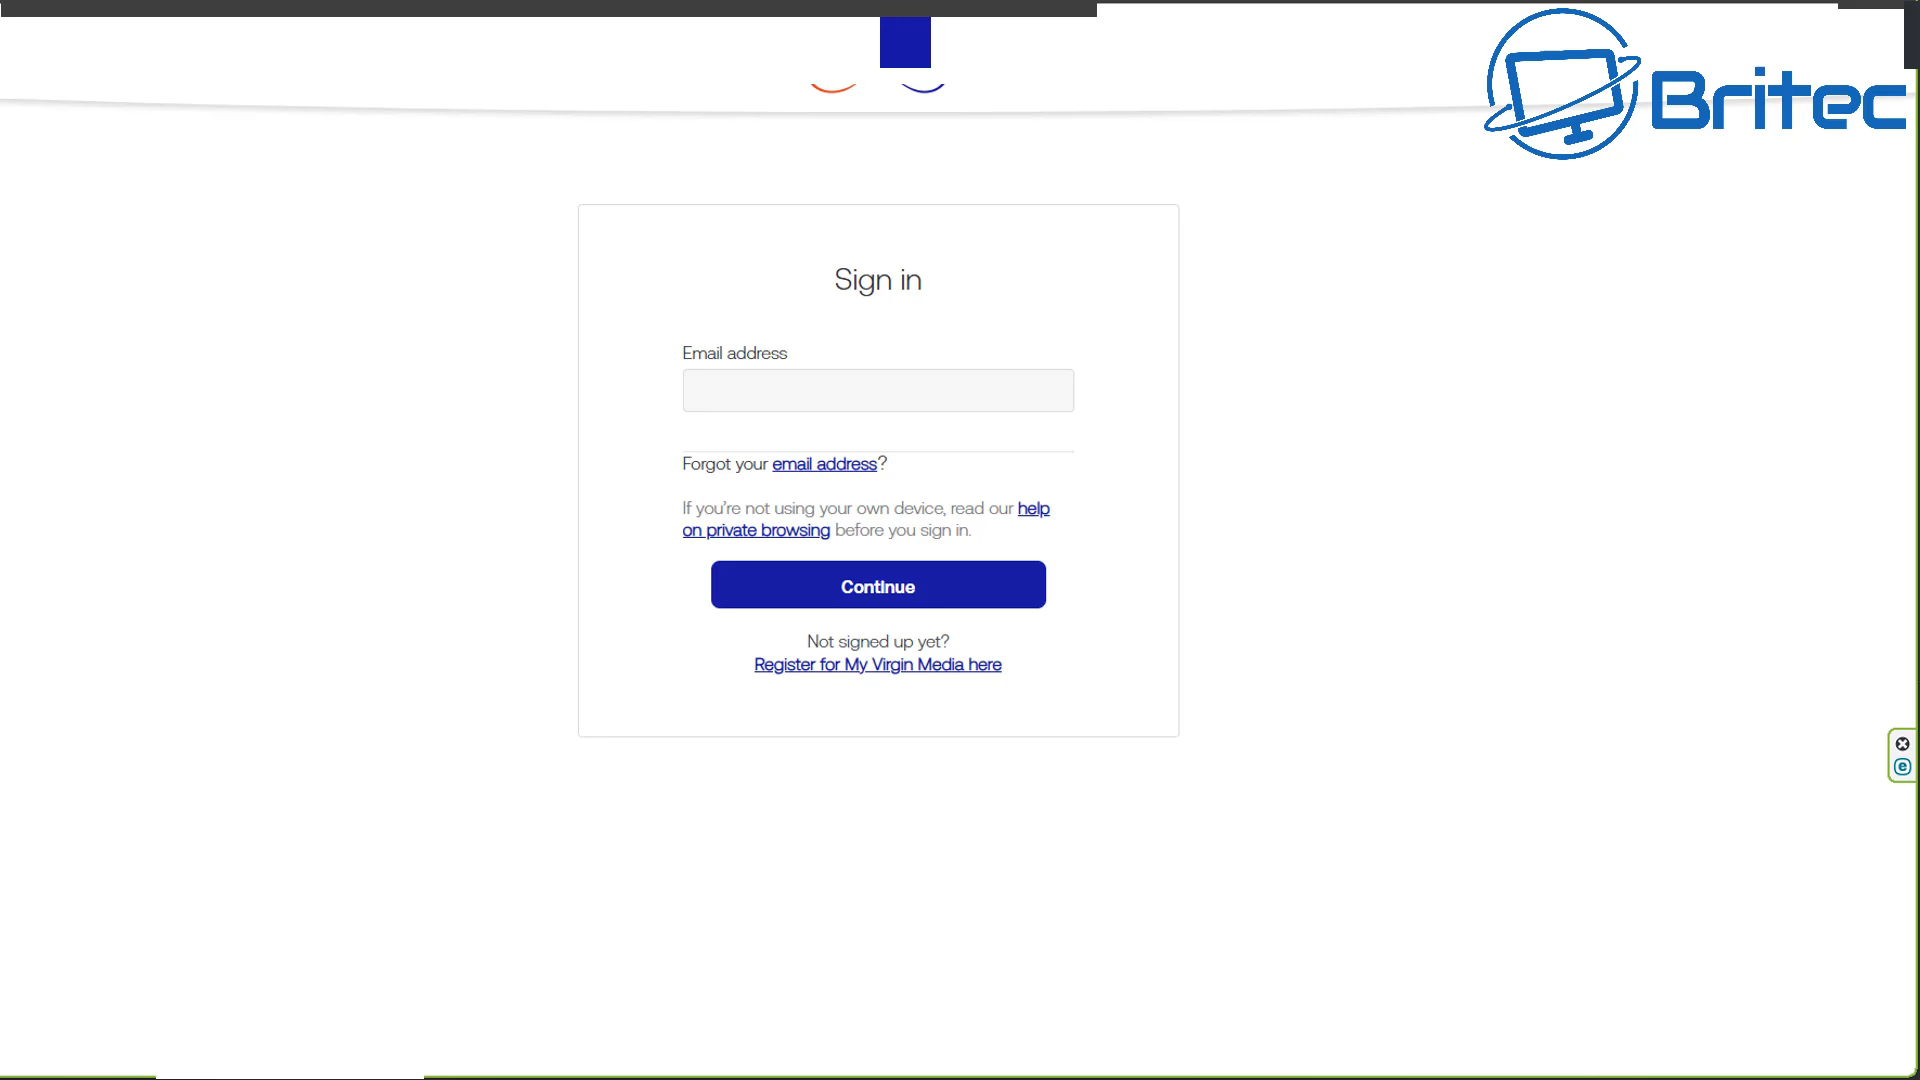 Britec
Sign in
Email address
Forgot your email address?
If you're not using your own device, read our help
on private browsing before you sign in.
Continue
Not signed up yet?
Register for My Virgin Media here
e